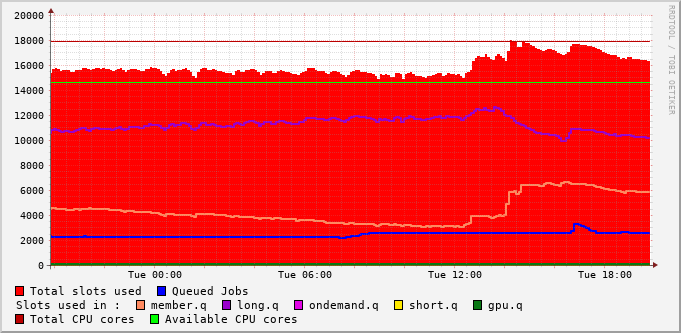 20000
18000
16000
14000
12000
10000
8000
6000
4000
2000
0
Tue 00:00 Tue 06:00 Tue 12:00 Tue 18:00
RRDTOOL / TOBI OETIKER
Total slots used Queued Jobs
Slots used in : member.q long.q ondemand.q short.q gpu.q
Total CPU cores Available CPU cores